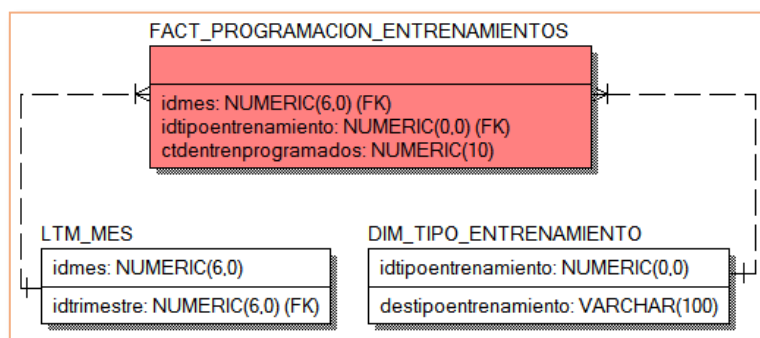 FACT_PROGRAMACION_ENTRENAMIENTOS
idmes: NUMERIC(6,0) (FK)
idtipoentrenamiento: NUMERIC(0,0) (FK)
ctdentrenprogramados: NUMERIC(10)
LTM_MES
idmes: NUMERIC(6,0)
idtrimestre: NUMERIC(6,0) (FK)
DIM_TIPO_ENTRENAMIENTO
idtipoentrenamiento: NUMERIC(0,0)
destipoentrenamiento: VARCHAR(100)